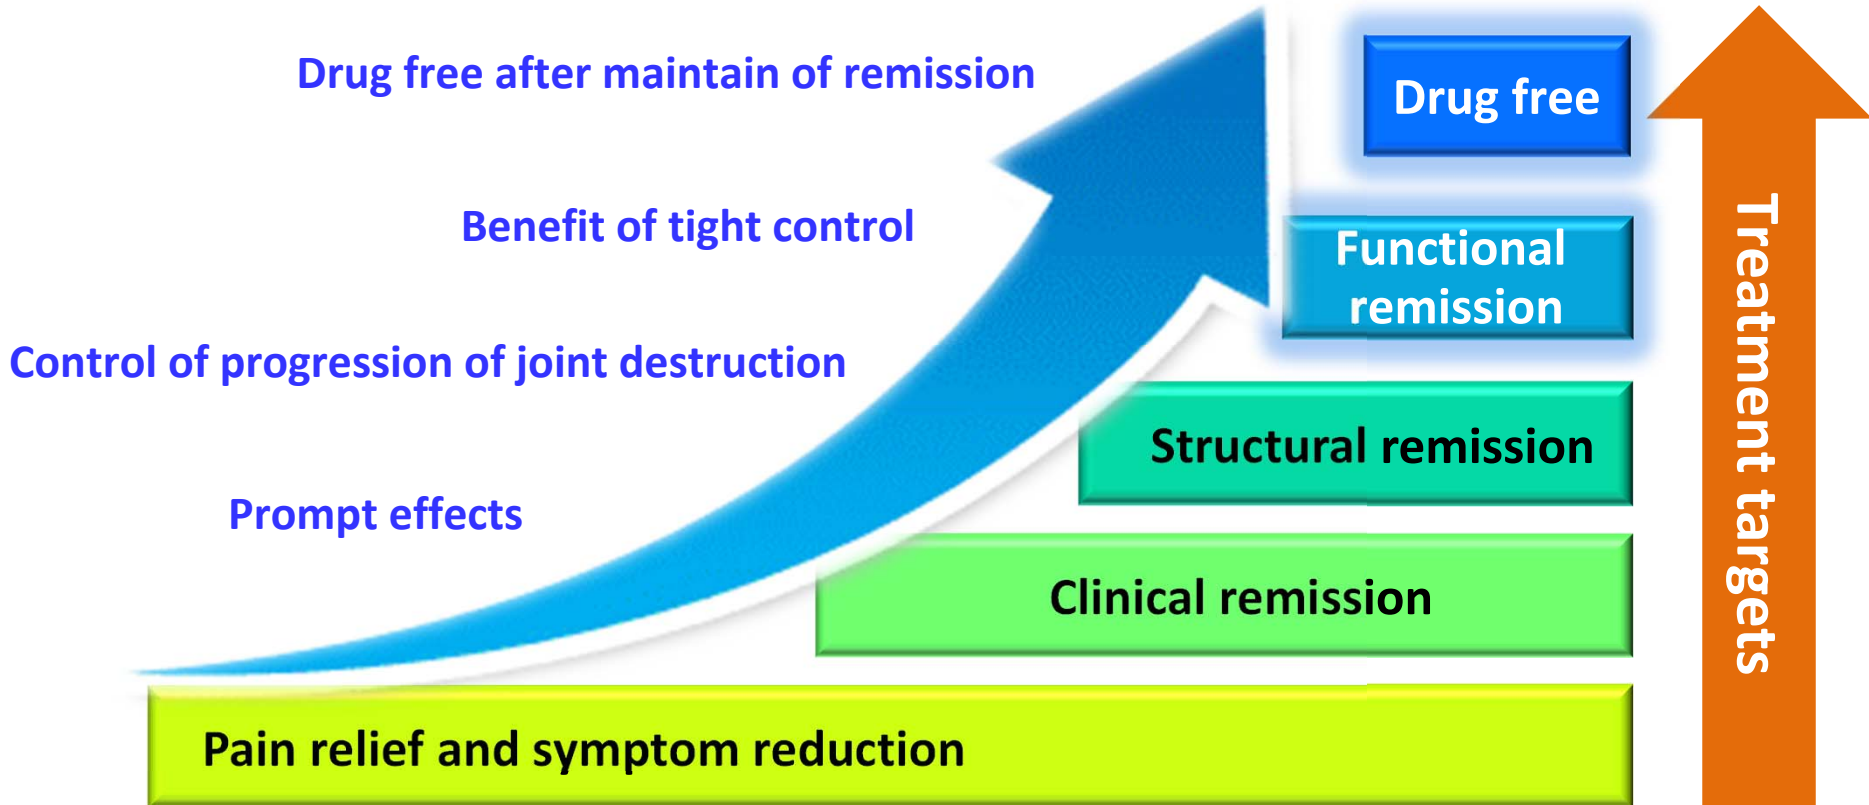 Drug free after maintain of remission
Drug free
Benefit of tight control
Functional
remission
Control of progression of joint destruction
Structural remission
Prompt effects
Clinical remission
Pain relief and symptom reduction
Treatment targets